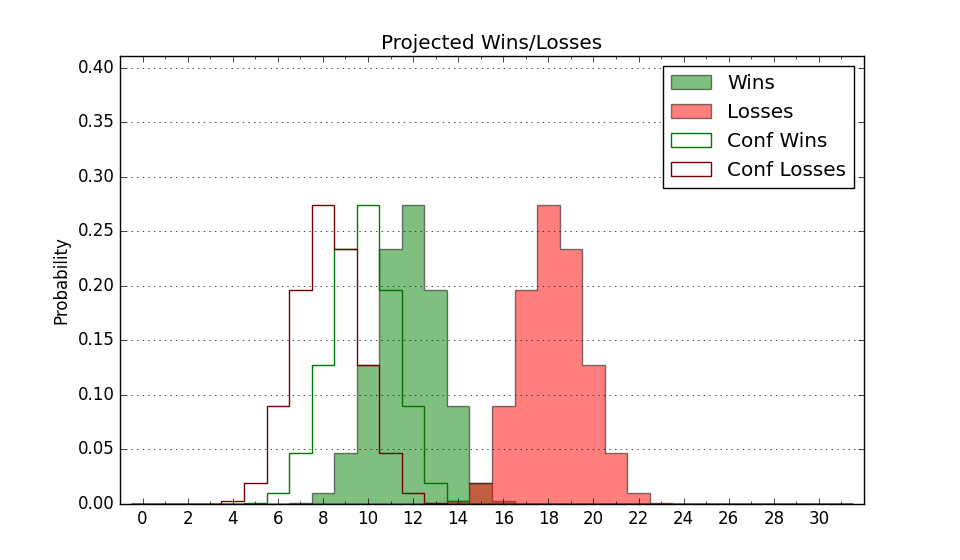 Projected Wins/Losses
0.40
0.35
0.30
0.25
0.20
0.15
0.10
0.05
0.00
Probability
Wins
Losses
Conf Wins
Conf Losses
0 2 4 6 8 10 12 14 16 18 20 22 24 26 28 30